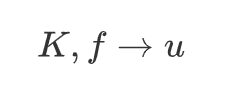 K, f → u